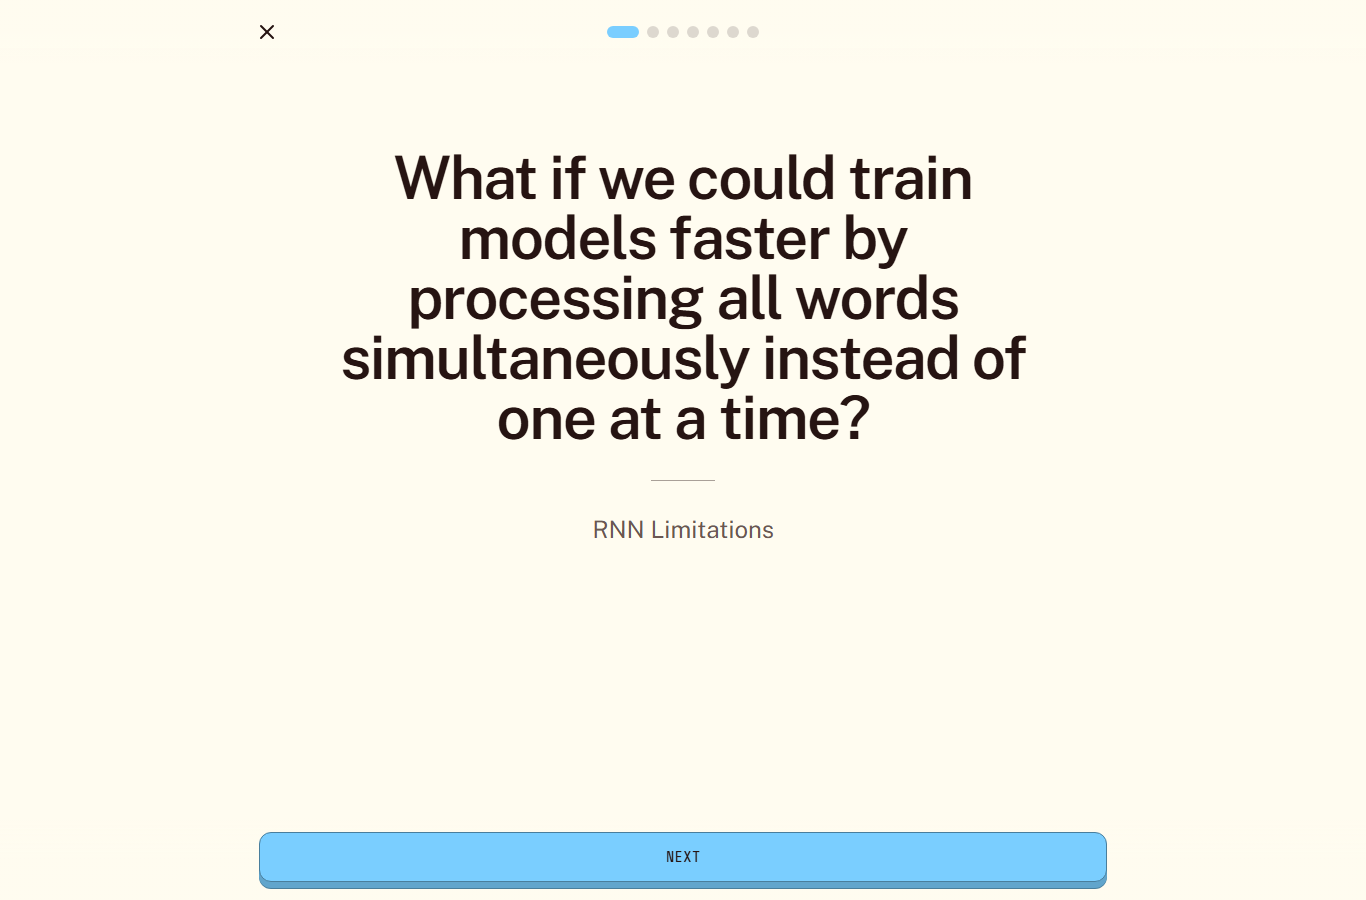 What if we could train
models faster by
processing all words
simultaneously instead of
one at a time?
RNN Limitations
NEXT